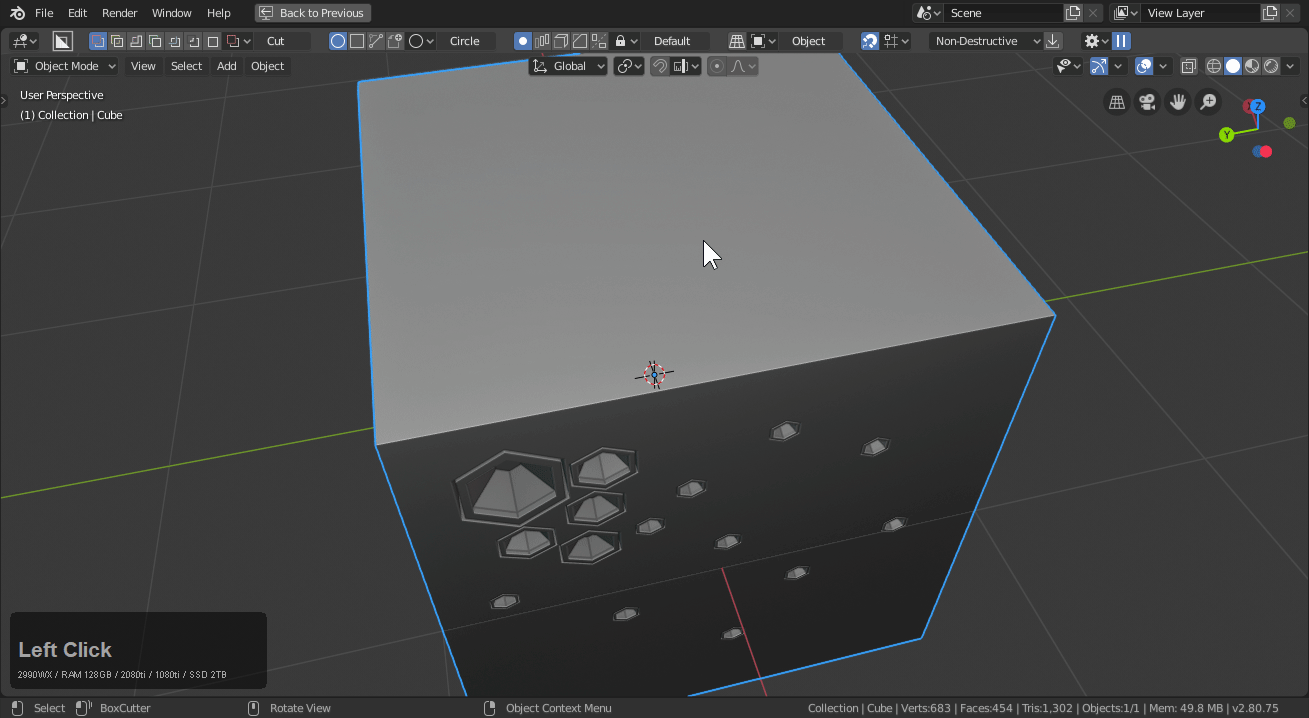 File Edit Render Window Help Back to Previous Scene View Layer
Cut Circle Default Object Non-Destructive
Object Mode View Select Add Object Global
User Perspective
(1) Collection | Cube
Z
Y
Left Click
2990WX / RAM 128GB / 2080ti / 1080ti / SSD 2TB
Select BoxCutter Rotate View Object Context Menu Collection | Cube | Verts:683 | Faces:454 | Tris:1,302 | Objects:1/1 | Mem: 49.8 MB | v2.80.75